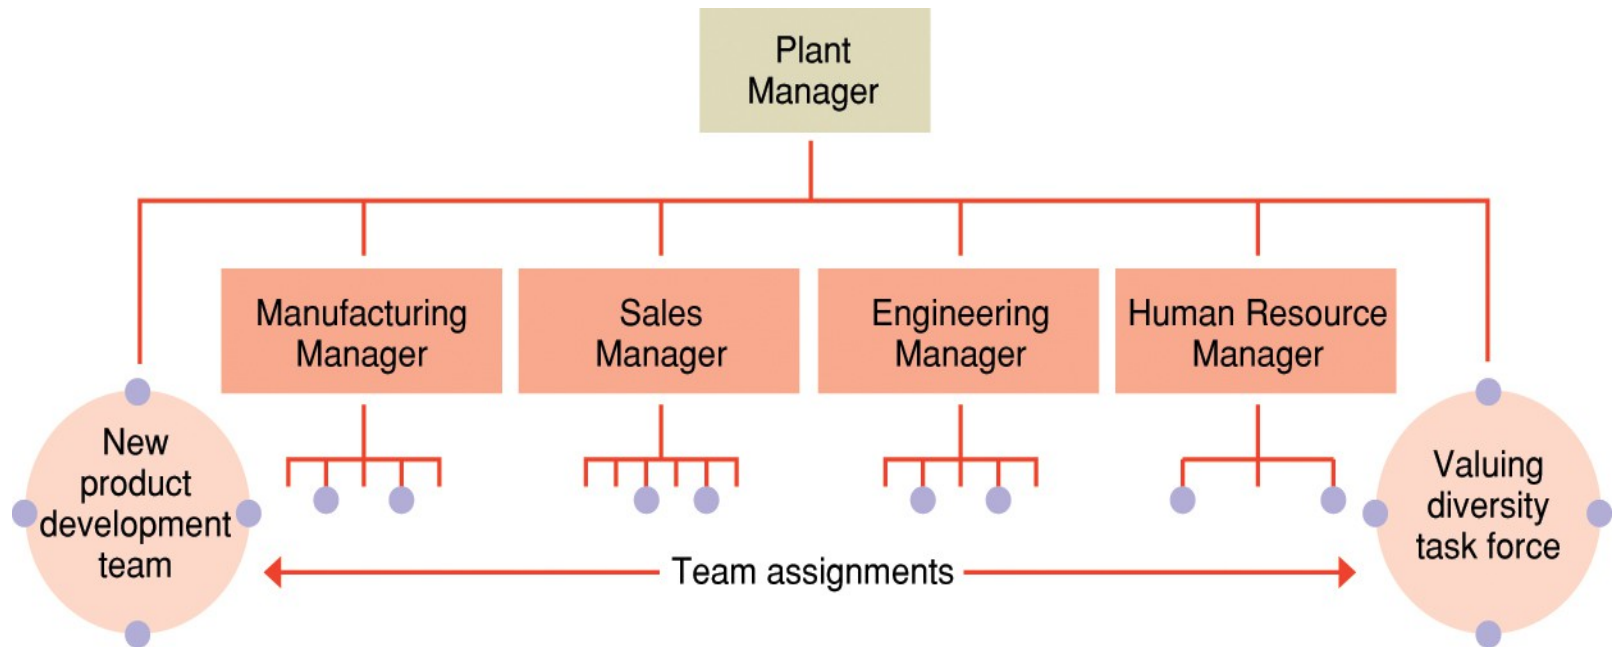 Plant
Manager
Manufacturing
Manager
Sales
Manager
Engineering
Manager
Human Resource
Manager
New
product
development
team
Valuing
diversity
task force
Team assignments